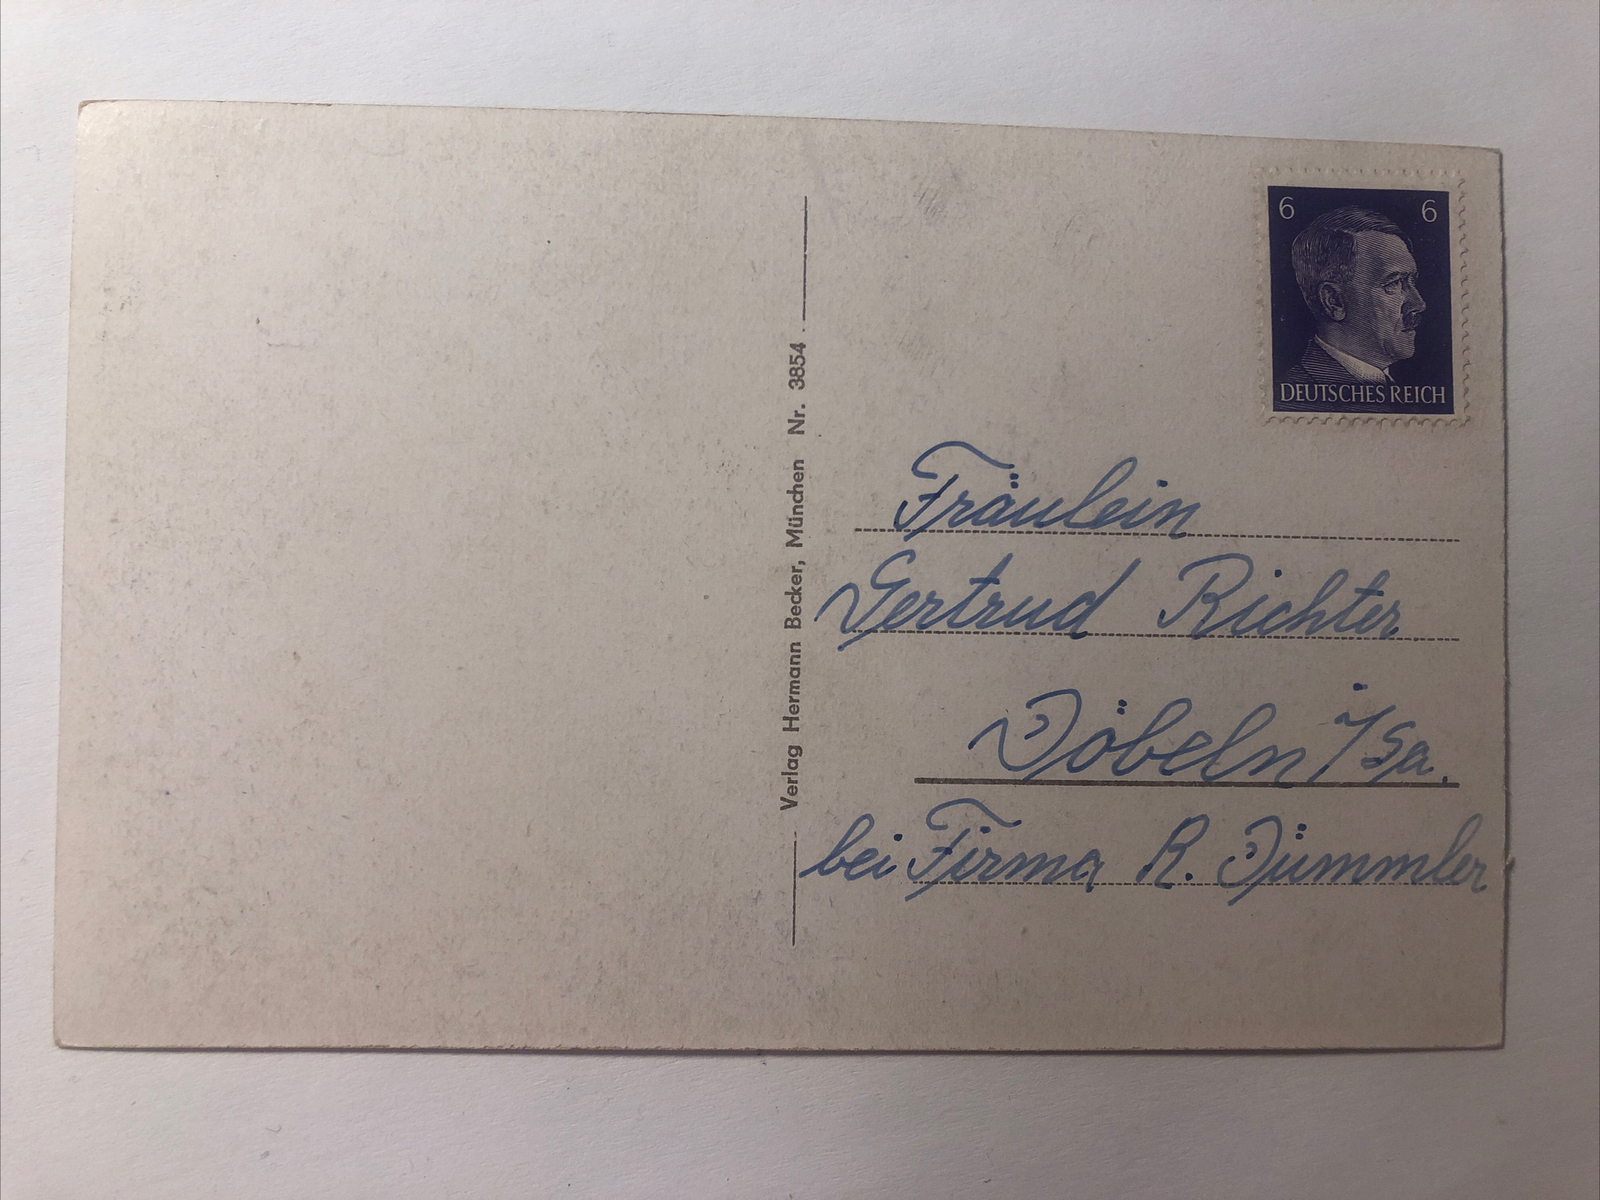 6 6
DEUTSCHES REICH
Verlag Hermann Becker, München Nr. 3854
Fräulein
Gertrud Richter
Döbeln i/Sa.
bei Firma R. Dümmler